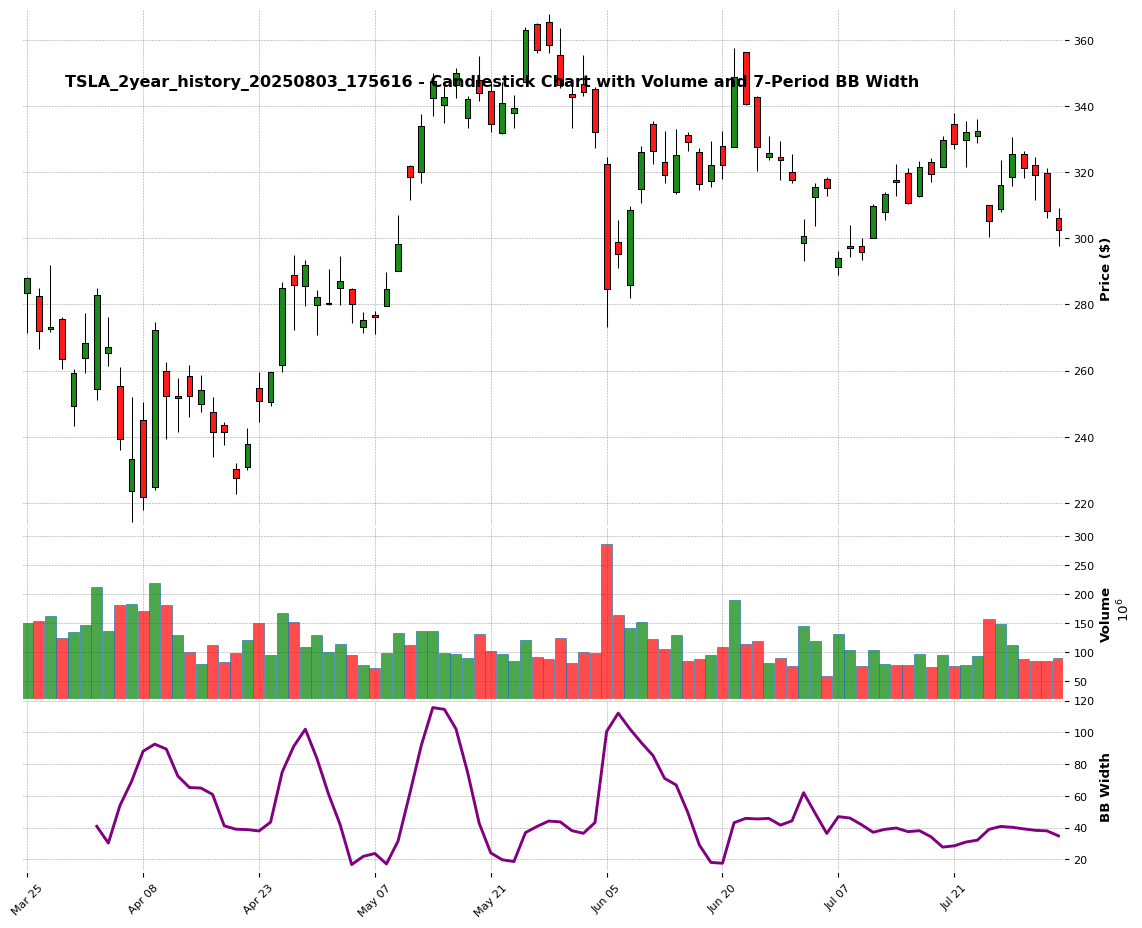 TSLA_2year_history_20250803_175616 - Candlestick Chart with Volume and 7-Period BB Width
360
340
320
300
280
260
240
220
Price ($)
300
250
200
150
100
50
Volume
10^6
120
100
80
60
40
20
BB Width
Mar 25
Apr 08
Apr 23
May 07
May 21
Jun 05
Jun 20
Jul 07
Jul 21